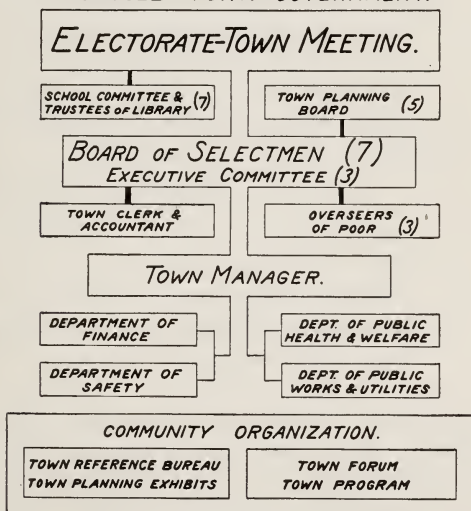 ELECTORATE-TOWN MEETING.
SCHOOL COMMITTEE & (7)
TRUSTEES OF LIBRARY
TOWN PLANNING
BOARD (5)
BOARD OF SELECTMEN (7)
EXECUTIVE COMMITTEE (3)
TOWN CLERK &
ACCOUNTANT
OVERSEERS
OF POOR (3)
TOWN MANAGER.
DEPARTMENT OF
FINANCE
DEPT. OF PUBLIC
HEALTH & WELFARE
DEPARTMENT OF
SAFETY
DEPT. OF PUBLIC
WORKS & UTILITIES
COMMUNITY ORGANIZATION.
TOWN REFERENCE BUREAU
TOWN PLANNING EXHIBITS
TOWN FORUM
TOWN PROGRAM